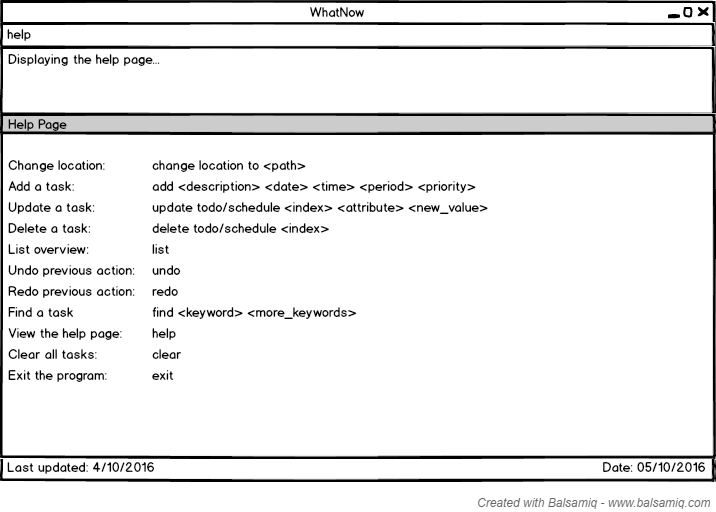 WhatNow
help
Displaying the help page...
Help Page
Change location: change location to <path>
Add a task: add <description> <date> <time> <period> <priority>
Update a task: update todo/schedule <index> <attribute> <new_value>
Delete a task: delete todo/schedule <index>
List overview: list
Undo previous action: undo
Redo previous action: redo
Find a task find <keyword> <more_keywords>
View the help page: help
Clear all tasks: clear
Exit the program: exit
Last updated: 4/10/2016 Date: 05/10/2016
Created with Balsamiq - www.balsamiq.com